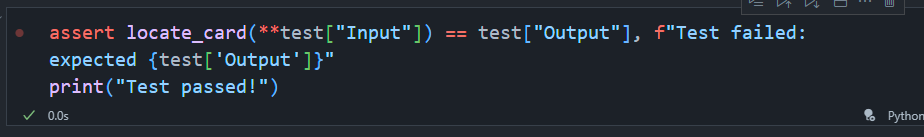 assert locate_card(**test["Input"]) == test["Output"], f"Test failed:
expected {test['Output']}"
print("Test passed!")
0.0s
Python